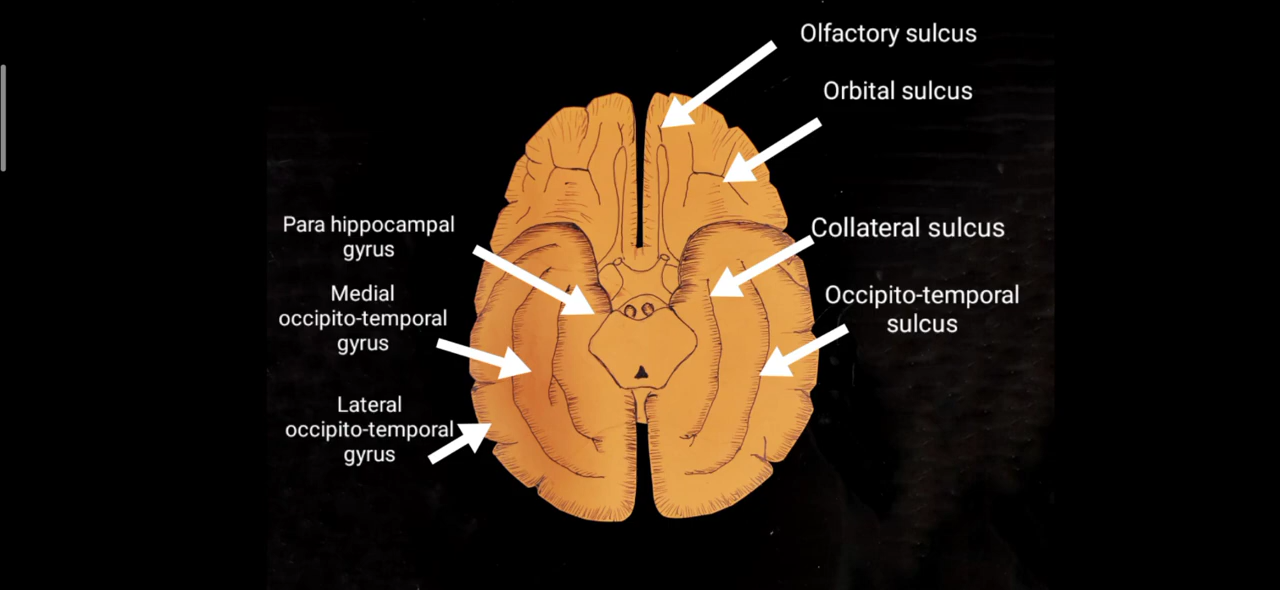 Olfactory sulcus
Orbital sulcus
Para hippocampal
gyrus
Collateral sulcus
Medial
occipito-temporal
gyrus
Occipito-temporal
sulcus
Lateral
occipito-temporal
gyrus